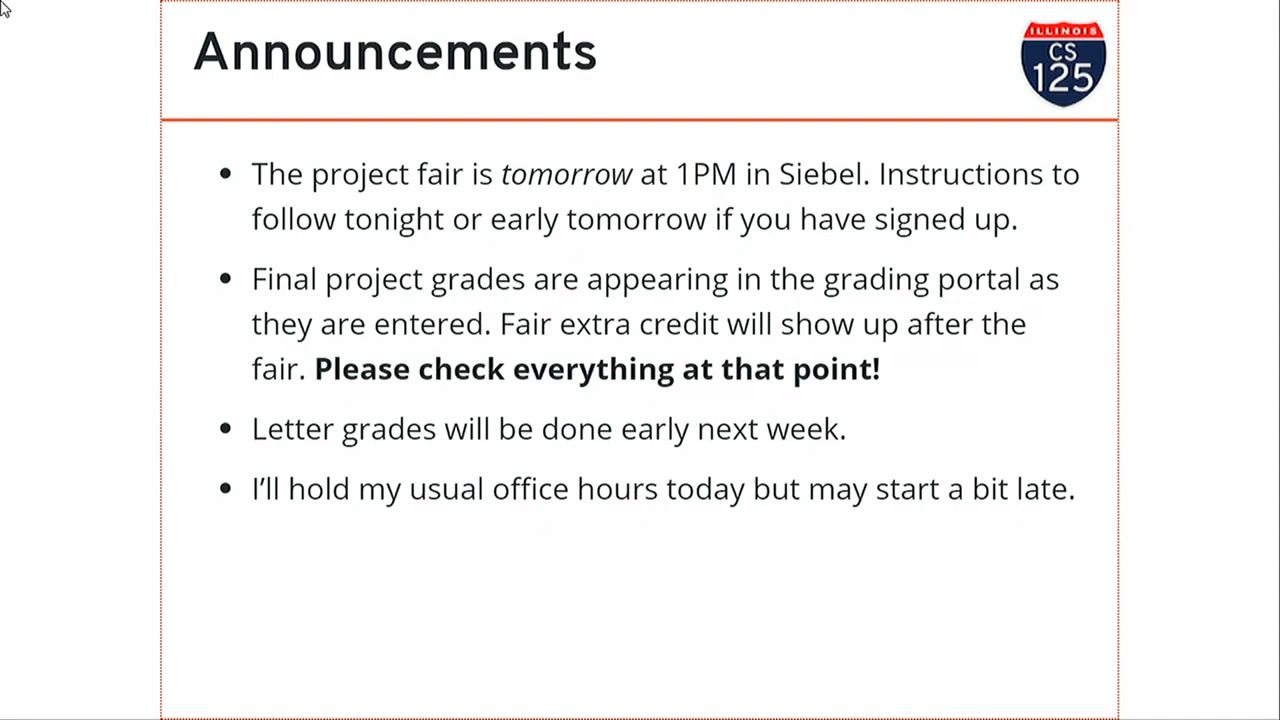 Announcements
ILLINOIS
CS
125
• The project fair is tomorrow at 1PM in Siebel. Instructions to
follow tonight or early tomorrow if you have signed up.
• Final project grades are appearing in the grading portal as
they are entered. Fair extra credit will show up after the
fair. Please check everything at that point!
• Letter grades will be done early next week.
• I’ll hold my usual office hours today but may start a bit late.